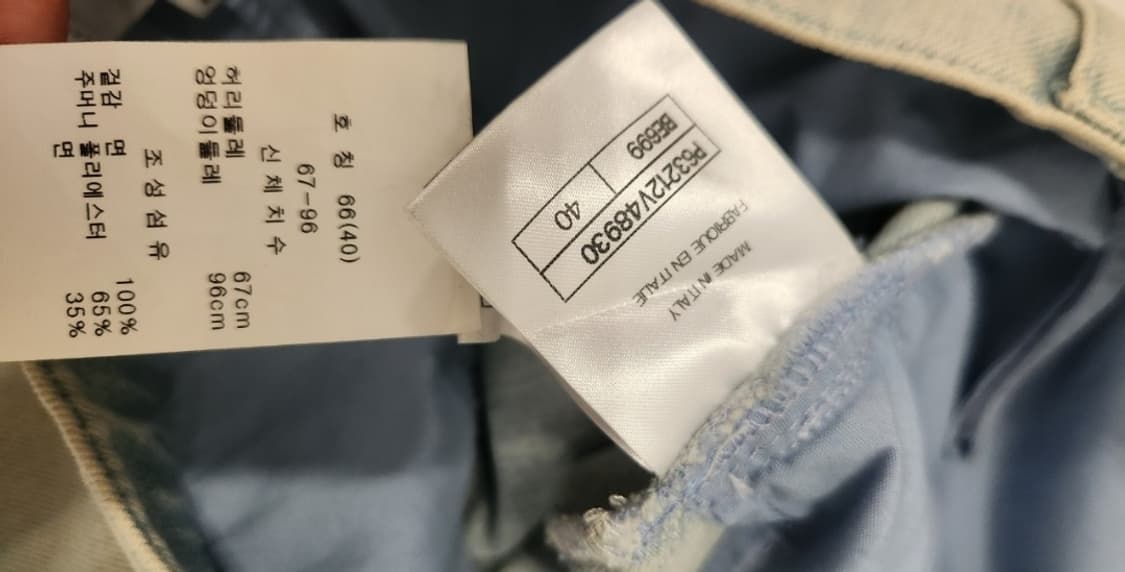 호 칭 66(40)
67-96
신 체 치 수
허리둘레 67cm
엉덩이둘레 96cm
조 성 섬 유
겉감 면 100%
주머니 폴리에스터 65%
면 35%
MADE IN ITALY
FABRIQUE EN ITALIE
P63212V48930
BE699 40